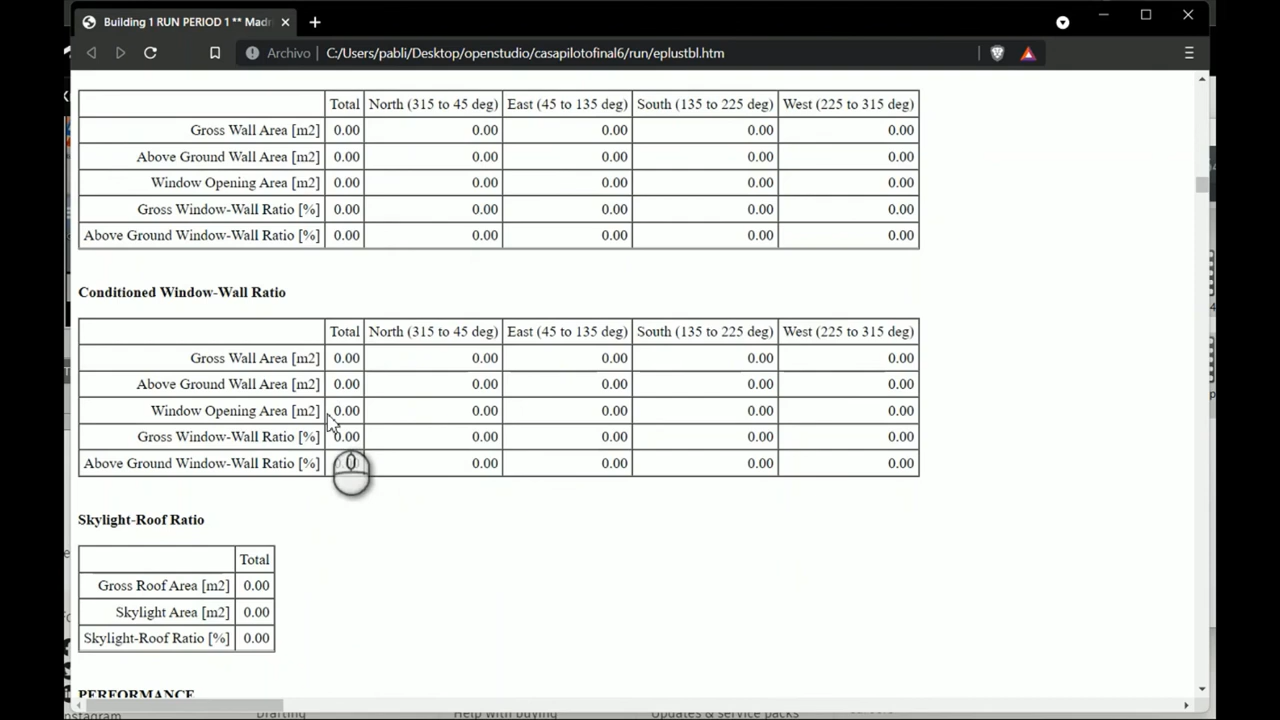 Building 1 RUN PERIOD 1 ** Mad
Archivo C:/Users/pabli/Desktop/openstudio/casapilotofinal6/run/eplustbl.htm
Total North (315 to 45 deg) East (45 to 135 deg) South (135 to 225 deg) West (225 to 315 deg)
Gross Wall Area [m2] 0.00 0.00 0.00 0.00 0.00
Above Ground Wall Area [m2] 0.00 0.00 0.00 0.00 0.00
Window Opening Area [m2] 0.00 0.00 0.00 0.00 0.00
Gross Window-Wall Ratio [%] 0.00 0.00 0.00 0.00 0.00
Above Ground Window-Wall Ratio [%] 0.00 0.00 0.00 0.00 0.00
Conditioned Window-Wall Ratio
Total North (315 to 45 deg) East (45 to 135 deg) South (135 to 225 deg) West (225 to 315 deg)
Gross Wall Area [m2] 0.00 0.00 0.00 0.00 0.00
Above Ground Wall Area [m2] 0.00 0.00 0.00 0.00 0.00
Window Opening Area [m2] 0.00 0.00 0.00 0.00 0.00
Gross Window-Wall Ratio [%] 0.00 0.00 0.00 0.00 0.00
Above Ground Window-Wall Ratio [%] 0.00 0.00 0.00 0.00
Skylight-Roof Ratio
Total
Gross Roof Area [m2] 0.00
Skylight Area [m2] 0.00
Skylight-Roof Ratio [%] 0.00
PERFORMANCE
nstagram Drafting Help with buying Updates & service packs